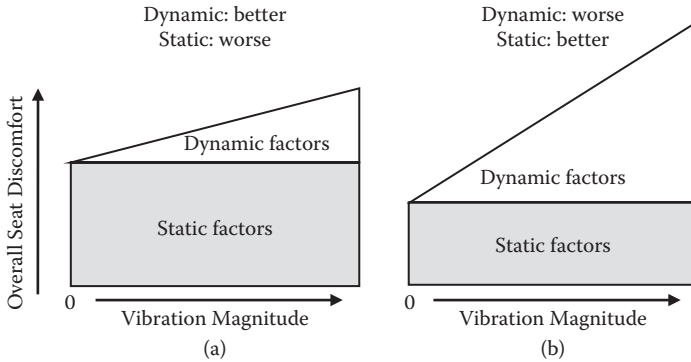 Dynamic: better
Static: worse
Overall Seat Discomfort
Dynamic factors
Static factors
0
Vibration Magnitude
(a)
Dynamic: worse
Static: better
Dynamic factors
Static factors
0
Vibration Magnitude
(b)